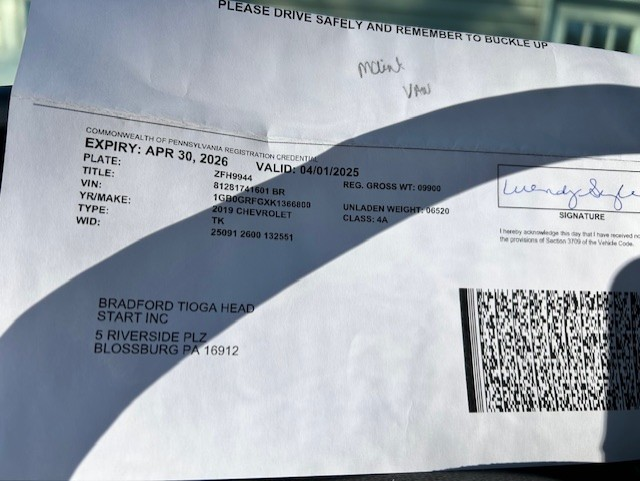 PLEASE DRIVE SAFELY AND REMEMBER TO BUCKLE UP
VAN
COMMONWEALTH OF PENNSYLVANIA REGISTRATION CREDENTIAL
EXPIRY: APR 30, 2026 VALID: 04/01/2025
PLATE: ZFH9944 REG. GROSS WT: 09900
TITLE: 81281741601 BR
VIN: 1GB0GRFGXK1366800 UNLADEN WEIGHT: 06520
YR/MAKE: 2019 CHEVROLET CLASS: 4A
TYPE: TK
WID: 25091 2600 132551
SIGNATURE
I hereby acknowledge this day that I have received no
the provisions of Section 3709 of the Vehicle Code.
BRADFORD TIOGA HEAD
START INC
5 RIVERSIDE PLZ
BLOSSBURG PA 16912